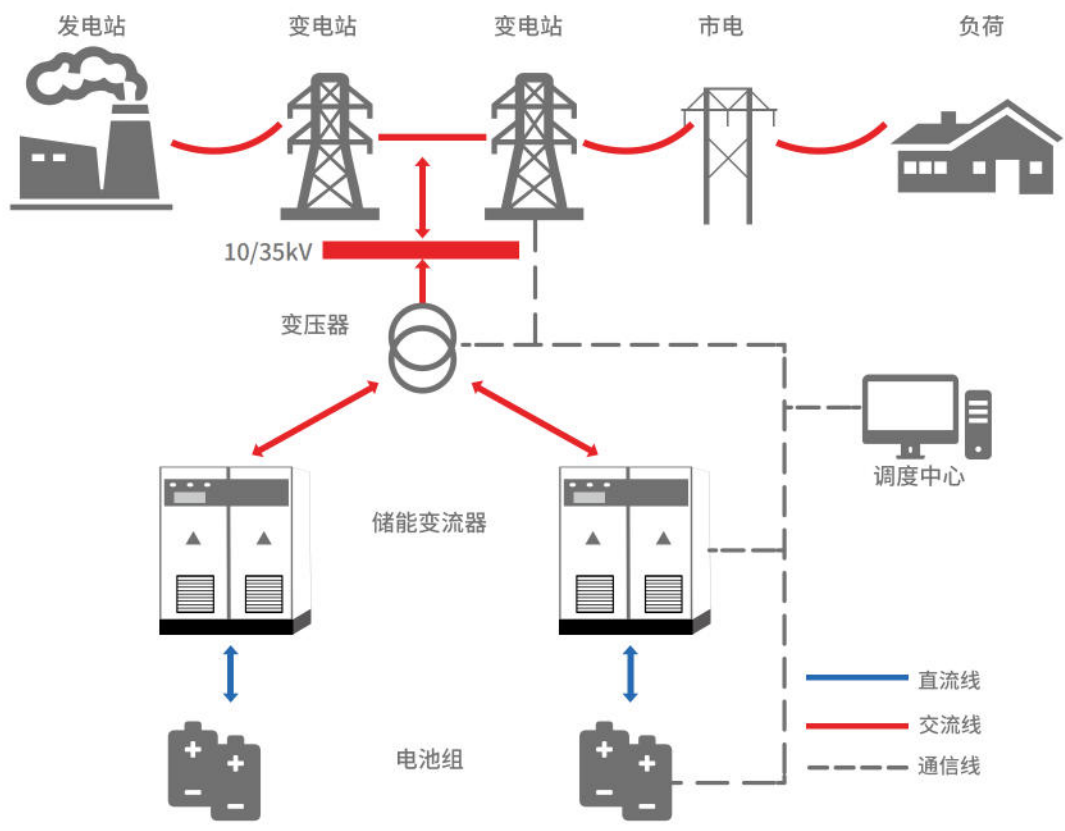 发电站
变电站
变电站
市电
负荷
10/35kV
变压器
调度中心
储能变流器
直流线
交流线
电池组
通信线